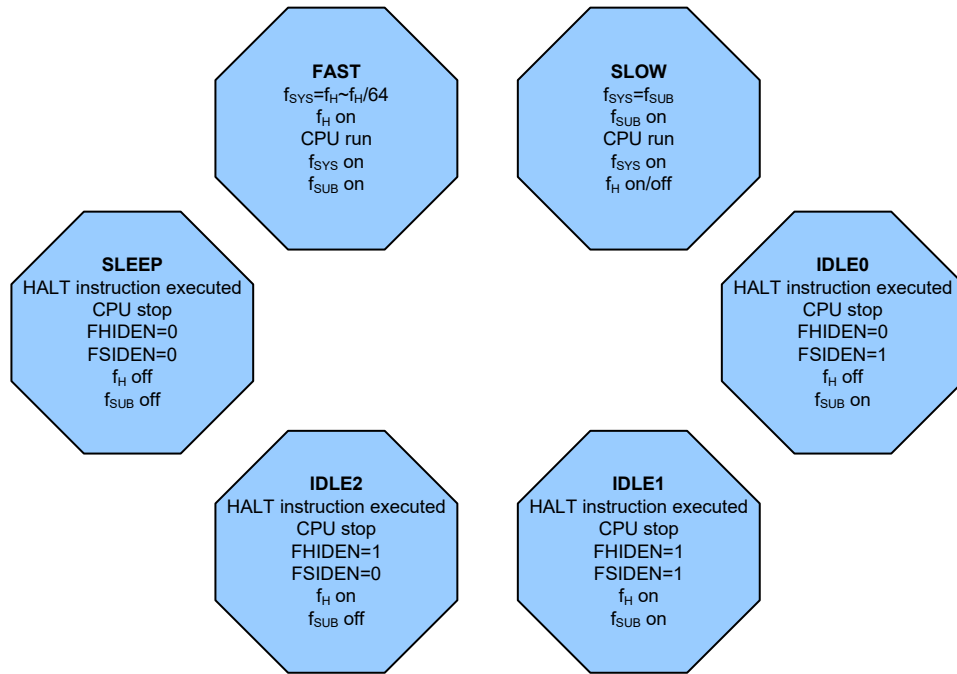 FAST
fSYS=fH~fH/64
fH on
CPU run
fSYS on
fSUB on
SLOW
fSYS=fSUB
fSUB on
CPU run
fSYS on
fH on/off
SLEEP
HALT instruction executed
CPU stop
FHIDEN=0
FSIDEN=0
fH off
fSUB off
IDLE0
HALT instruction executed
CPU stop
FHIDEN=0
FSIDEN=1
fH off
fSUB on
IDLE2
HALT instruction executed
CPU stop
FHIDEN=1
FSIDEN=0
fH on
fSUB off
IDLE1
HALT instruction executed
CPU stop
FHIDEN=1
FSIDEN=1
fH on
fSUB on